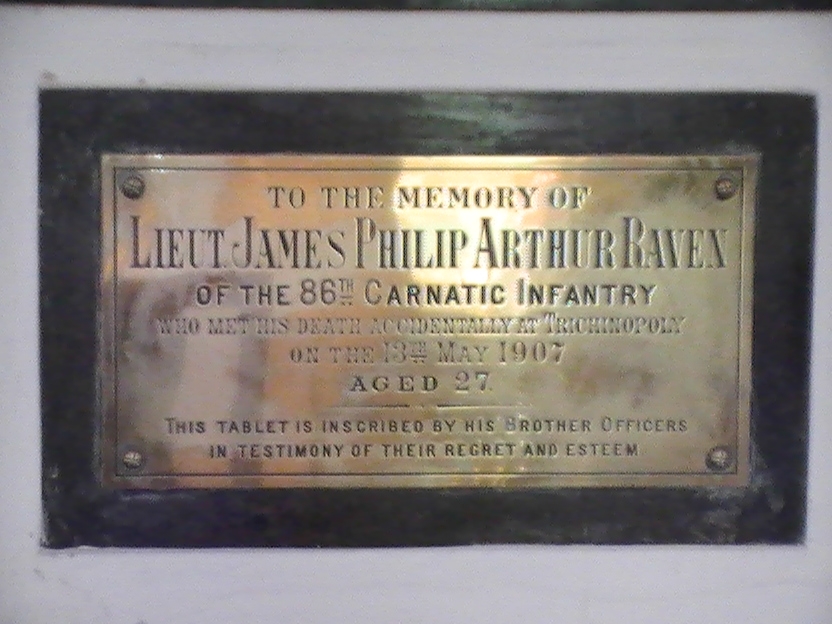 TO THE MEMORY OF
LIEUT. JAMES PHILIP ARTHUR RAVEN
OF THE 86TH CARNATIC INFANTRY
WHO MET HIS DEATH ACCIDENTALLY AT TRICHINOPOLY
ON THE 13TH MAY 1907
AGED 27.
THIS TABLET IS INSCRIBED BY HIS BROTHER OFFICERS
IN TESTIMONY OF THEIR REGRET AND ESTEEM